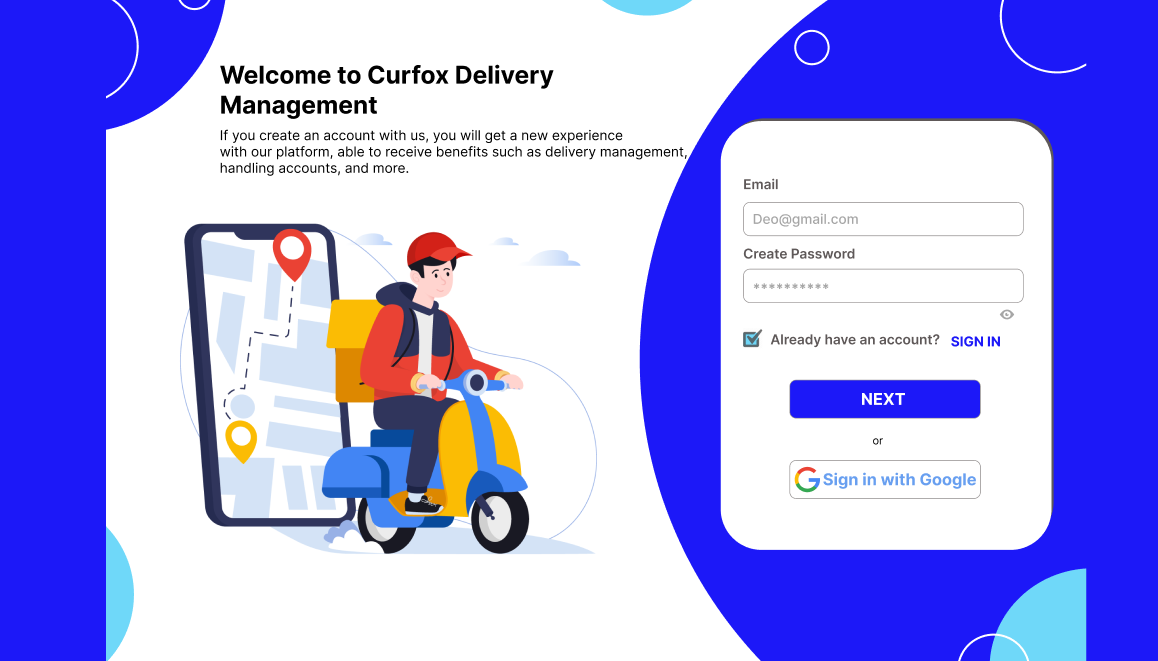 Welcome to Curfox Delivery
Management
If you create an account with us, you will get a new experience
with our platform, able to receive benefits such as delivery management,
handling accounts, and more.
Email
Deo@gmail.com
Create Password
**********
Already have an account? SIGN IN
NEXT
or
Sign in with Google